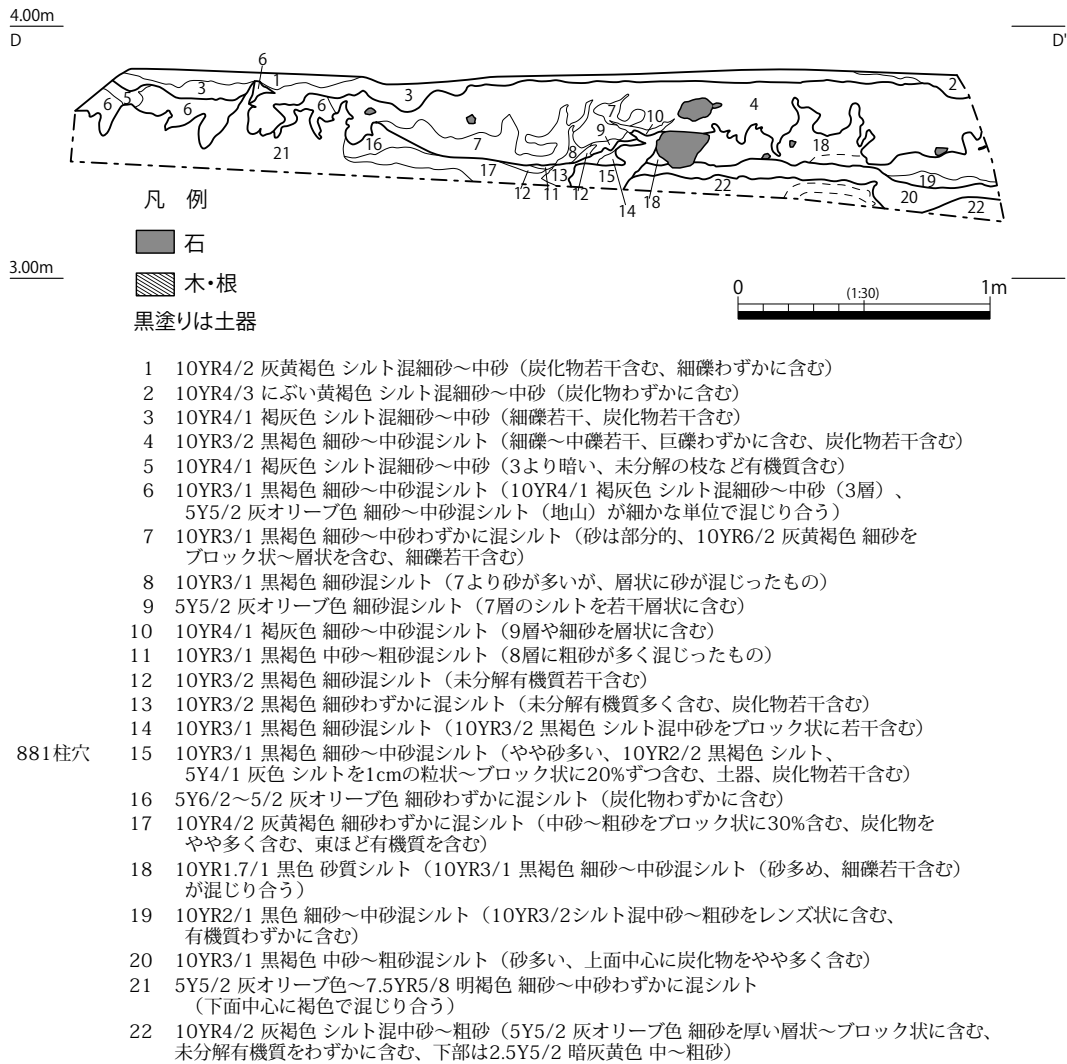 4.00m
D
D'
6
1
3
3
2
6
5
6
6
4
10
9
16
7
8
18
21
17
13
15
12
11
12
14
18
22
19
20
22
凡 例
石
3.00m
木・根
0
(1:30)
1m
黒塗りは土器
1 10YR4/2 灰黄褐色 シルト混細砂～中砂（炭化物若干含む、細礫わずかに含む）
2 10YR4/3 にぶい黄褐色 シルト混細砂～中砂（炭化物わずかに含む）
3 10YR4/1 褐灰色 シルト混細砂～中砂（細礫若干、炭化物若干含む）
4 10YR3/2 黒褐色 細砂～中砂混シルト（細礫～中礫若干、巨礫わずかに含む、炭化物若干含む）
5 10YR4/1 褐灰色 シルト混細砂～中砂（3より暗い、未分解の枝など有機質含む）
6 10YR3/1 黒褐色 細砂～中砂混シルト（10YR4/1 褐灰色 シルト混細砂～中砂（3層）、
5Y5/2 灰オリーブ色 細砂～中砂混シルト（地山）が細かな単位で混じり合う）
7 10YR3/1 黒褐色 細砂～中砂わずかに混シルト（砂は部分的、10YR6/2 灰黄褐色 細砂を
ブロック状～層状を含む、細礫若干含む）
8 10YR3/1 黒褐色 細砂混シルト（7より砂が多いが、層状に砂が混じったもの）
9 5Y5/2 灰オリーブ色 細砂混シルト（7層のシルトを若干層状に含む）
10 10YR4/1 褐灰色 細砂～中砂混シルト（9層や細砂を層状に含む）
11 10YR3/1 黒褐色 中砂～粗砂混シルト（8層に粗砂が多く混じったもの）
12 10YR3/2 黒褐色 細砂混シルト（未分解有機質若干含む）
13 10YR3/2 黒褐色 細砂わずかに混シルト（未分解有機質多く含む、炭化物若干含む）
14 10YR3/1 黒褐色 細砂混シルト（10YR3/2 黒褐色 シルト混中砂をブロック状に若干含む）
881柱穴 15 10YR3/1 黒褐色 細砂～中砂混シルト（やや砂多い、10YR2/2 黒褐色 シルト、
5Y4/1 灰色 シルトを1cmの粒状～ブロック状に20%ずつ含む、土器、炭化物若干含む）
16 5Y6/2～5/2 灰オリーブ色 細砂わずかに混シルト（炭化物わずかに含む）
17 10YR4/2 灰黄褐色 細砂わずかに混シルト（中砂～粗砂をブロック状に30%含む、炭化物を
やや多く含む、東ほど有機質を含む）
18 10YR1.7/1 黒色 砂質シルト（10YR3/1 黒褐色 細砂～中砂混シルト（砂多め、細礫若干含む）
が混じり合う）
19 10YR2/1 黒色 細砂～中砂混シルト（10YR3/2シルト混中砂～粗砂をレンズ状に含む、
有機質わずかに含む）
20 10YR3/1 黒褐色 中砂～粗砂混シルト（砂多い、上面中心に炭化物をやや多く含む）
21 5Y5/2 灰オリーブ色～7.5YR5/8 明褐色 細砂～中砂わずかに混シルト
（下面中心に褐色で混じり合う）
22 10YR4/2 灰褐色 シルト混中砂～粗砂（5Y5/2 灰オリーブ色 細砂を厚い層状～ブロック状に含む、
未分解有機質をわずかに含む、下部は2.5Y5/2 暗灰黄色 中～粗砂）